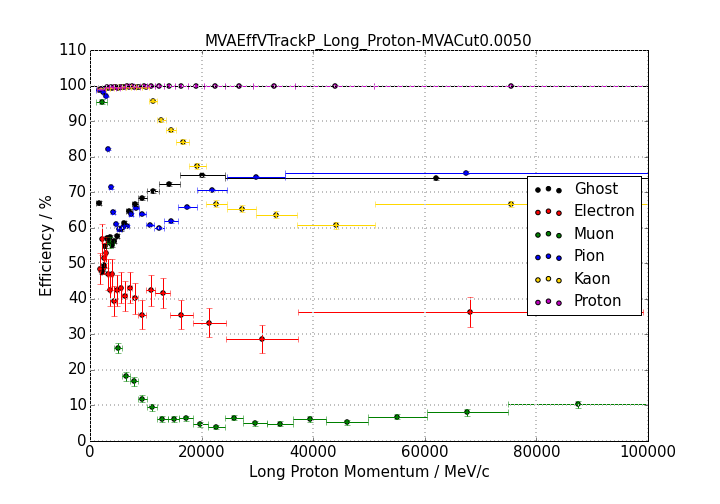 MVAEffVTrackP_Long_Proton-MVACut0.0050
110
100
90
80
70
60
50
40
30
20
10
0
Efficiency / %
Ghost
Electron
Muon
Pion
Kaon
Proton
0 20000 40000 60000 80000 100000
Long Proton Momentum / MeV/c